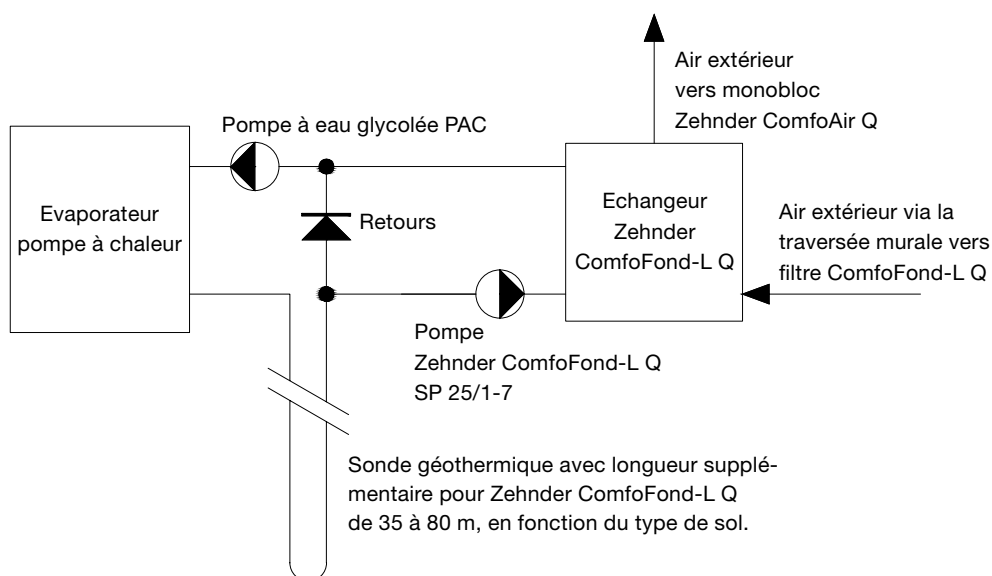 Air extérieur
vers monobloc
Zehnder ComfoAir Q
Pompe à eau glycolée PAC
Evaporateur
pompe à chaleur
Retours
Echangeur
Zehnder
ComfoFond-L Q
Air extérieur via la
traversée murale vers
filtre ComfoFond-L Q
Pompe
Zehnder ComfoFond-L Q
SP 25/1-7
Sonde géothermique avec longueur supplé-
mentaire pour Zehnder ComfoFond-L Q
de 35 à 80 m, en fonction du type de sol.